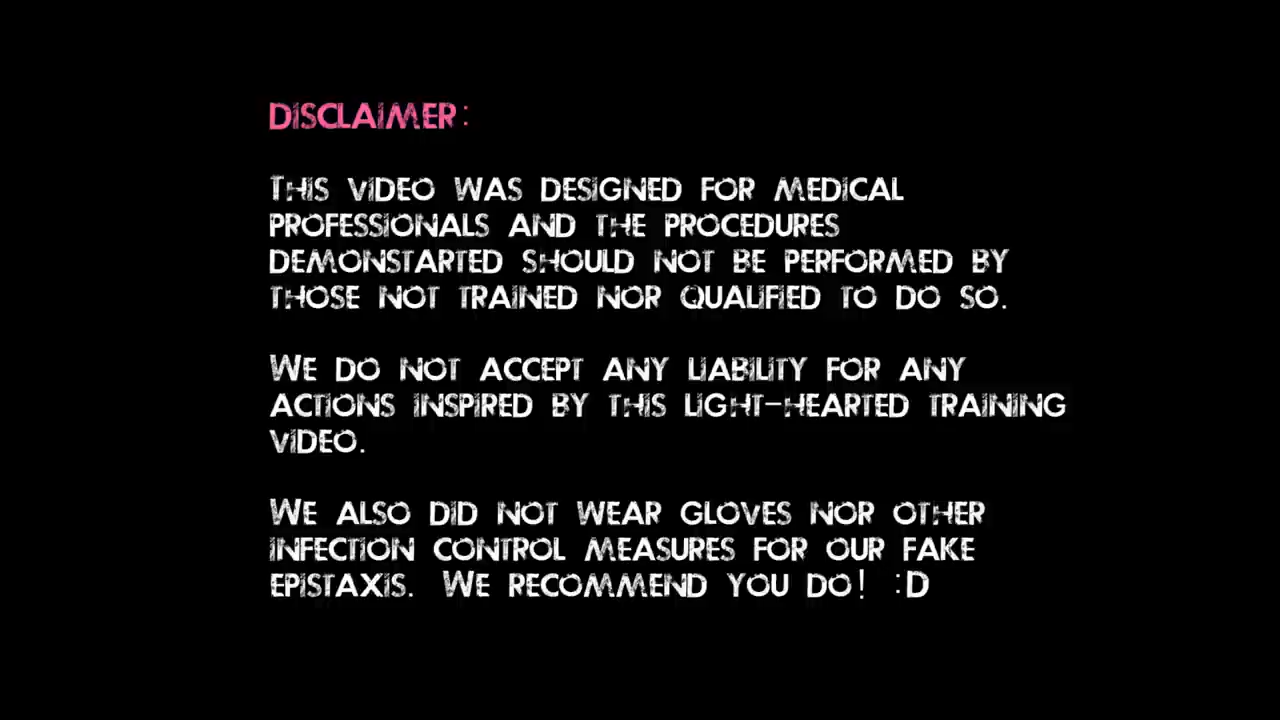 DISCLAIMER:
THIS VIDEO WAS DESIGNED FOR MEDICAL
PROFESSIONALS AND THE PROCEDURES
DEMONSTARTED SHOULD NOT BE PERFORMED BY
THOSE NOT TRAINED NOR QUALIFIED TO DO SO.
WE DO NOT ACCEPT ANY LIABILITY FOR ANY
ACTIONS INSPIRED BY THIS LIGHT-HEARTED TRAINING
VIDEO.
WE ALSO DID NOT WEAR GLOVES NOR OTHER
INFECTION CONTROL MEASURES FOR OUR FAKE
EPISTAXIS. WE RECOMMEND YOU DO! :D